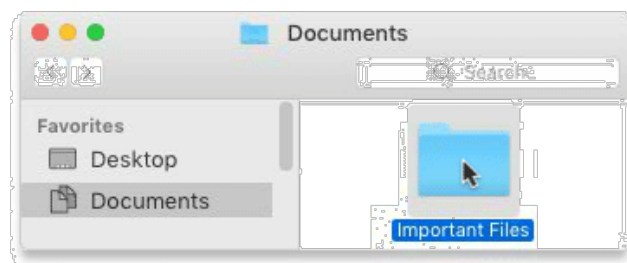 Documents
Search
Favorites
Desktop
Documents
Important Files